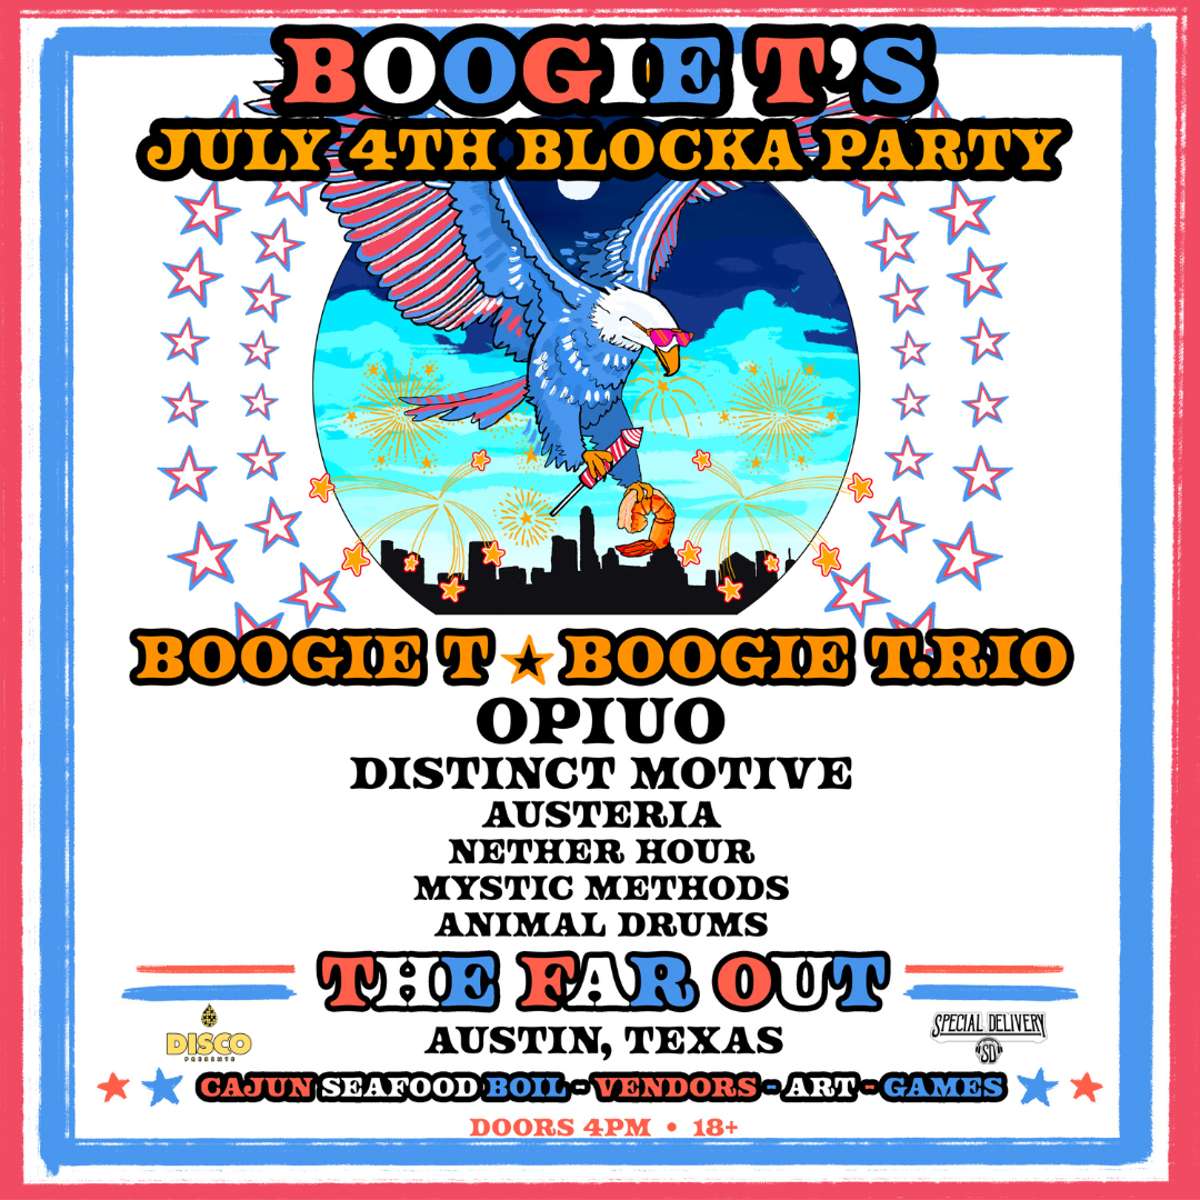 BOOGIE T'S
JULY 4TH BLOCKA PARTY
BOOGIE T ★ BOOGIE T.RIO
OPIUO
DISTINCT MOTIVE
AUSTERIA
NETHER HOUR
MYSTIC METHODS
ANIMAL DRUMS
THE FAR OUT
AUSTIN, TEXAS
DISCO
PRESENTS
SPECIAL DELIVERY
SD
CAJUN SEAFOOD BOIL - VENDORS - ART - GAMES
DOORS 4PM • 18+